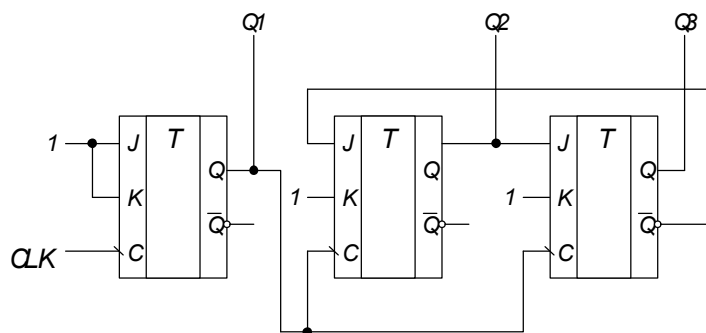 Q1 Q2 Q3
1 J T J T J T
Q Q Q
K 1 K 1 K
Q Q Q
CLK C C C